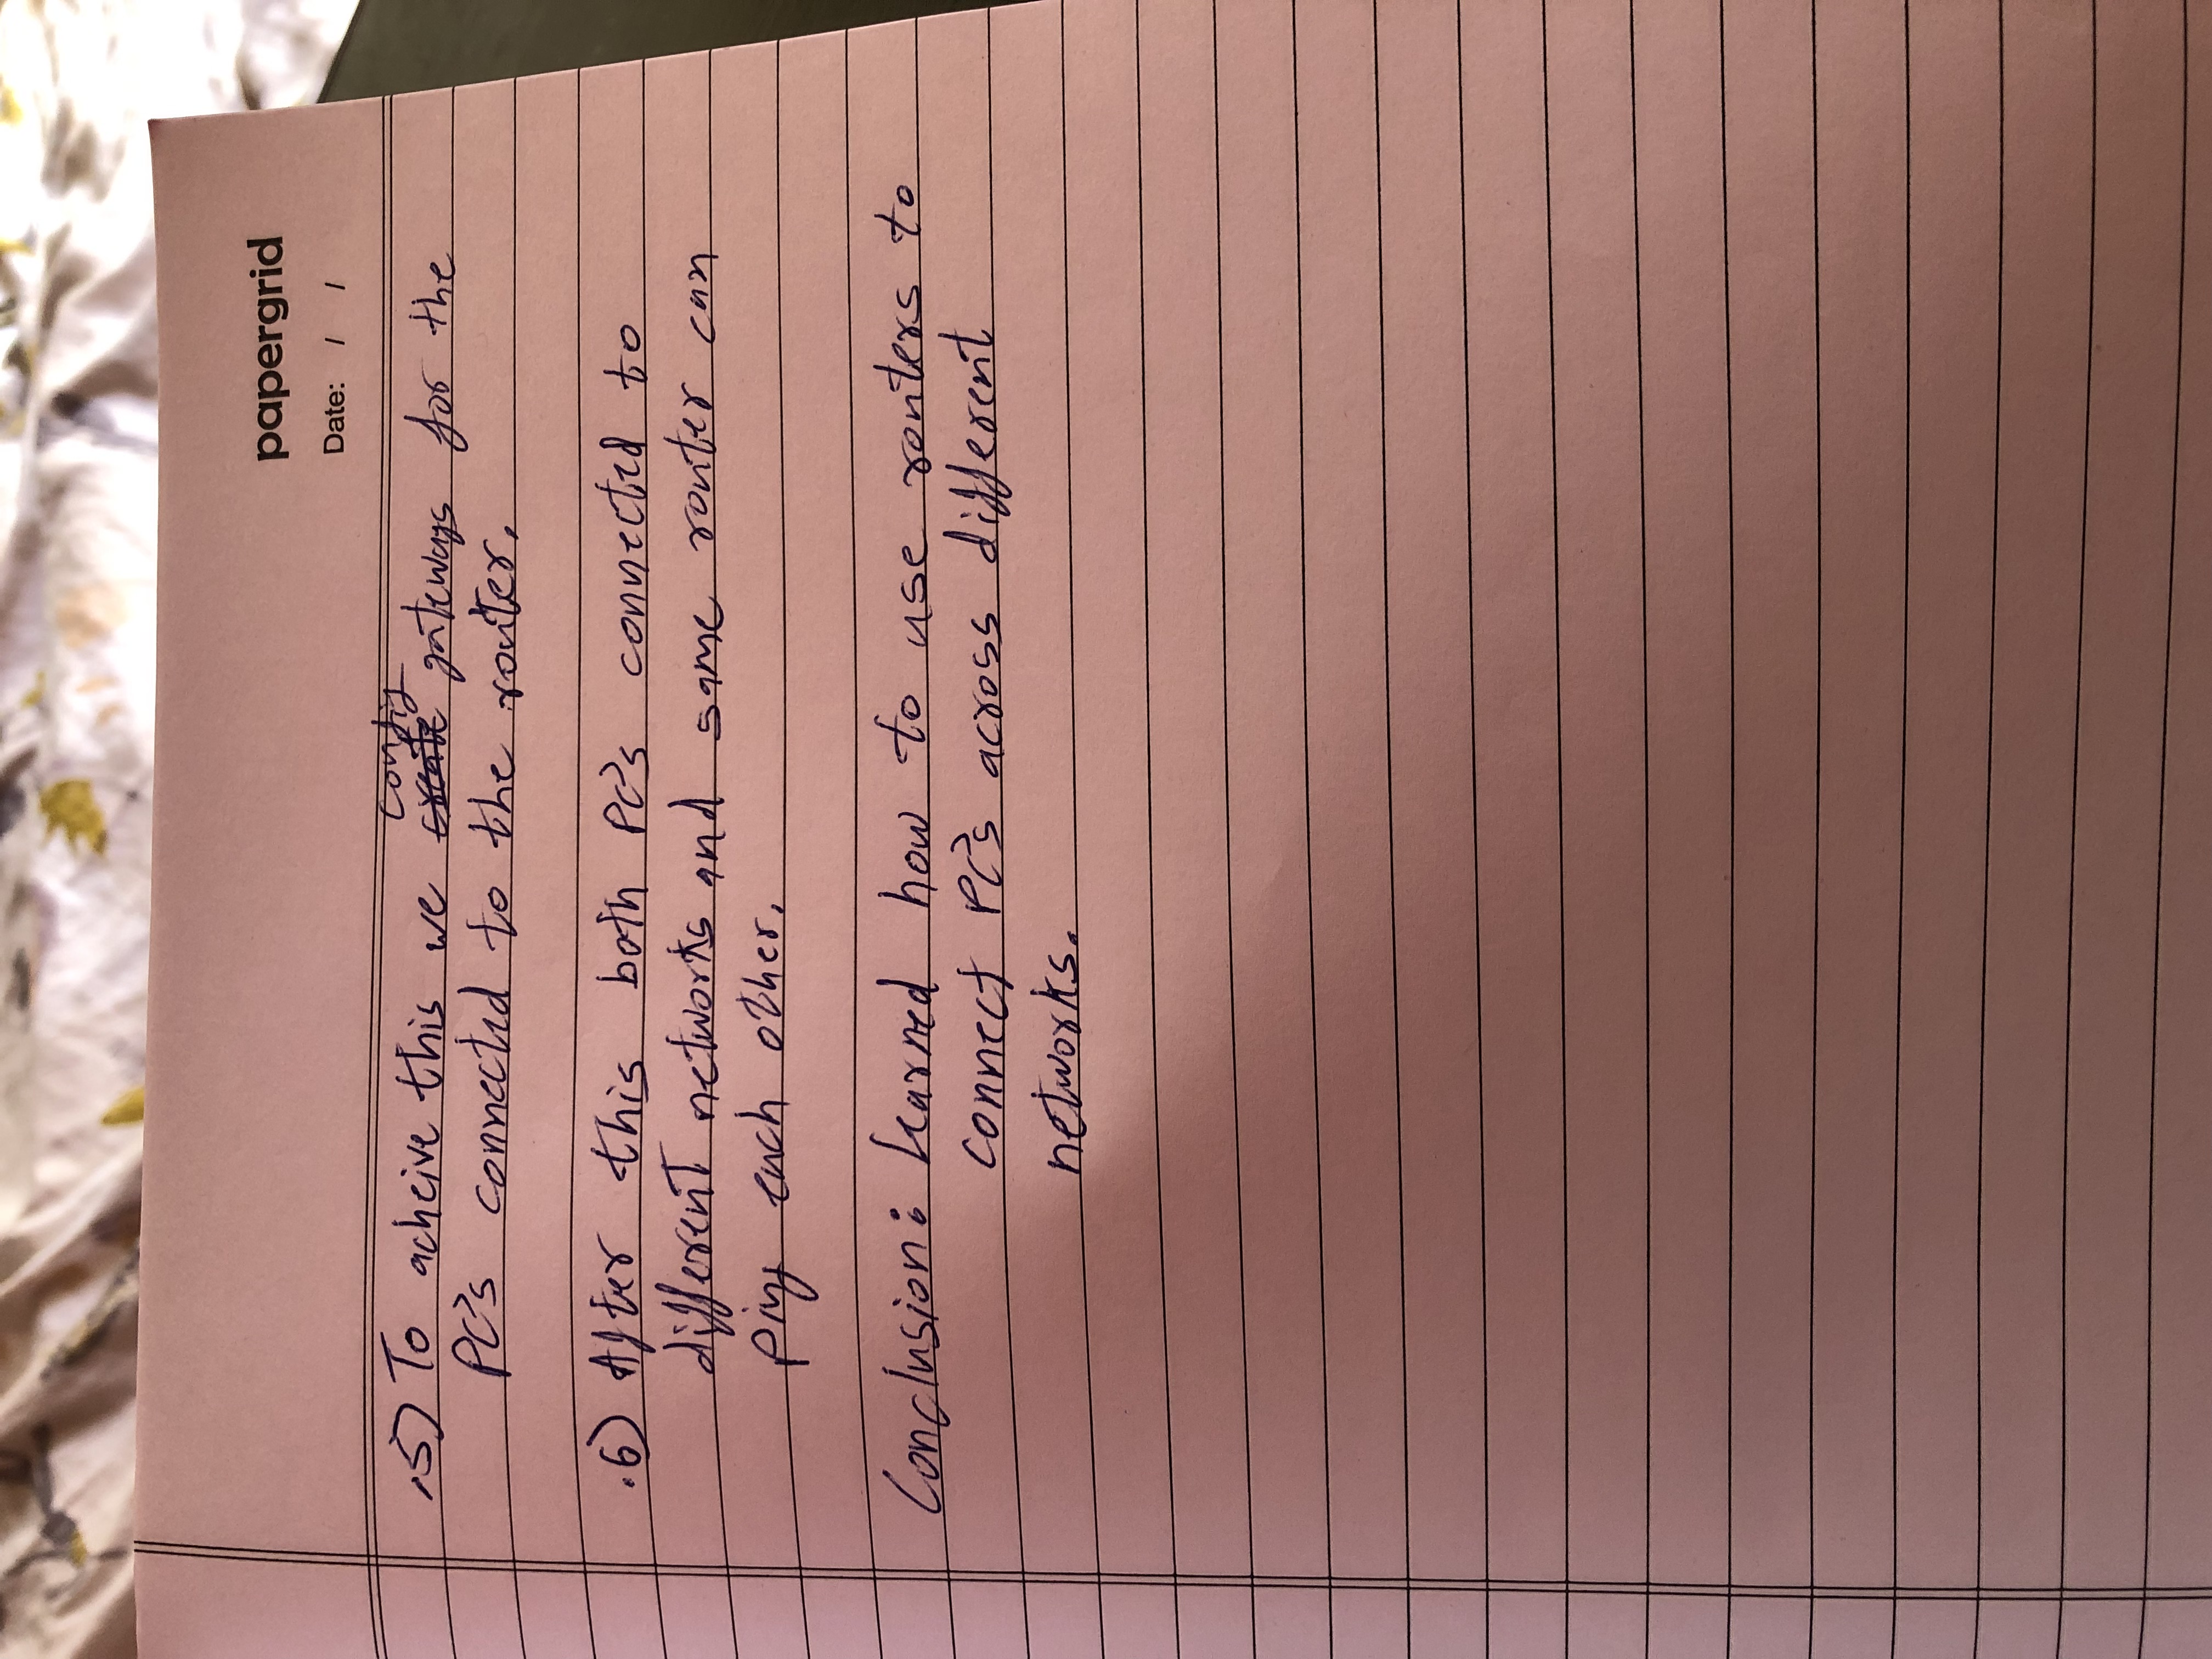 papergrid
Date: / /
config
.5) To acheive this we create gateways for the
PC's connected to the router.
.6) After this both PC's connected to
different networks and same router can
ping each other.
Conclusion: Learned how to use routers to
connect PC's across different
networks.